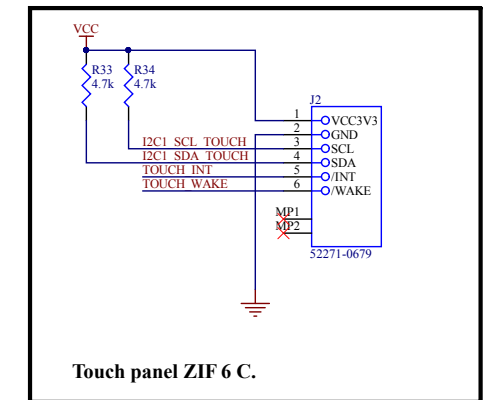 VCC
R33 R34
4.7k 4.7k
J2
1 VCC3V3
2 GND
I2C1 SCL TOUCH 3 SCL
I2C1 SDA TOUCH 4 SDA
TOUCH INT 5 /INT
TOUCH WAKE 6 /WAKE
MP1
MP2
52271-0679
Touch panel ZIF 6 C.